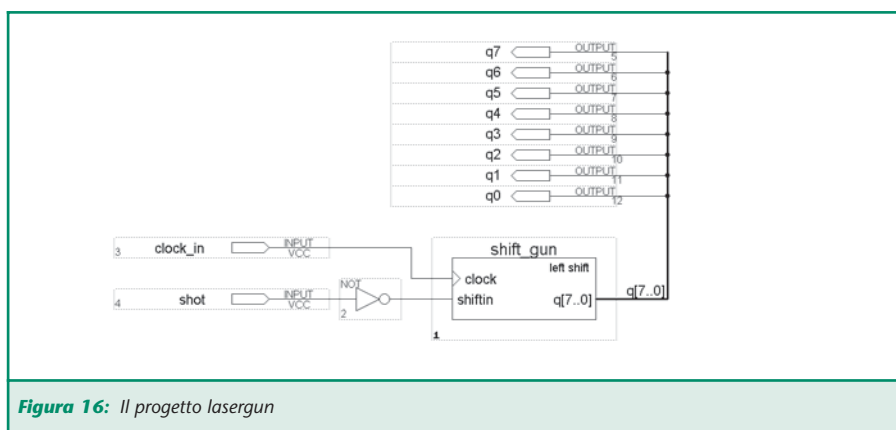 q7 OUTPUT 5
q6 OUTPUT 6
q5 OUTPUT 7
q4 OUTPUT 8
q3 OUTPUT 9
q2 OUTPUT 10
q1 OUTPUT 11
q0 OUTPUT 12
3 clock_in INPUT VCC
4 shot INPUT VCC
NOT
2
shift_gun
left shift
clock
shiftin q[7..0]
q[7..0]
1
Figura 16: Il progetto lasergun